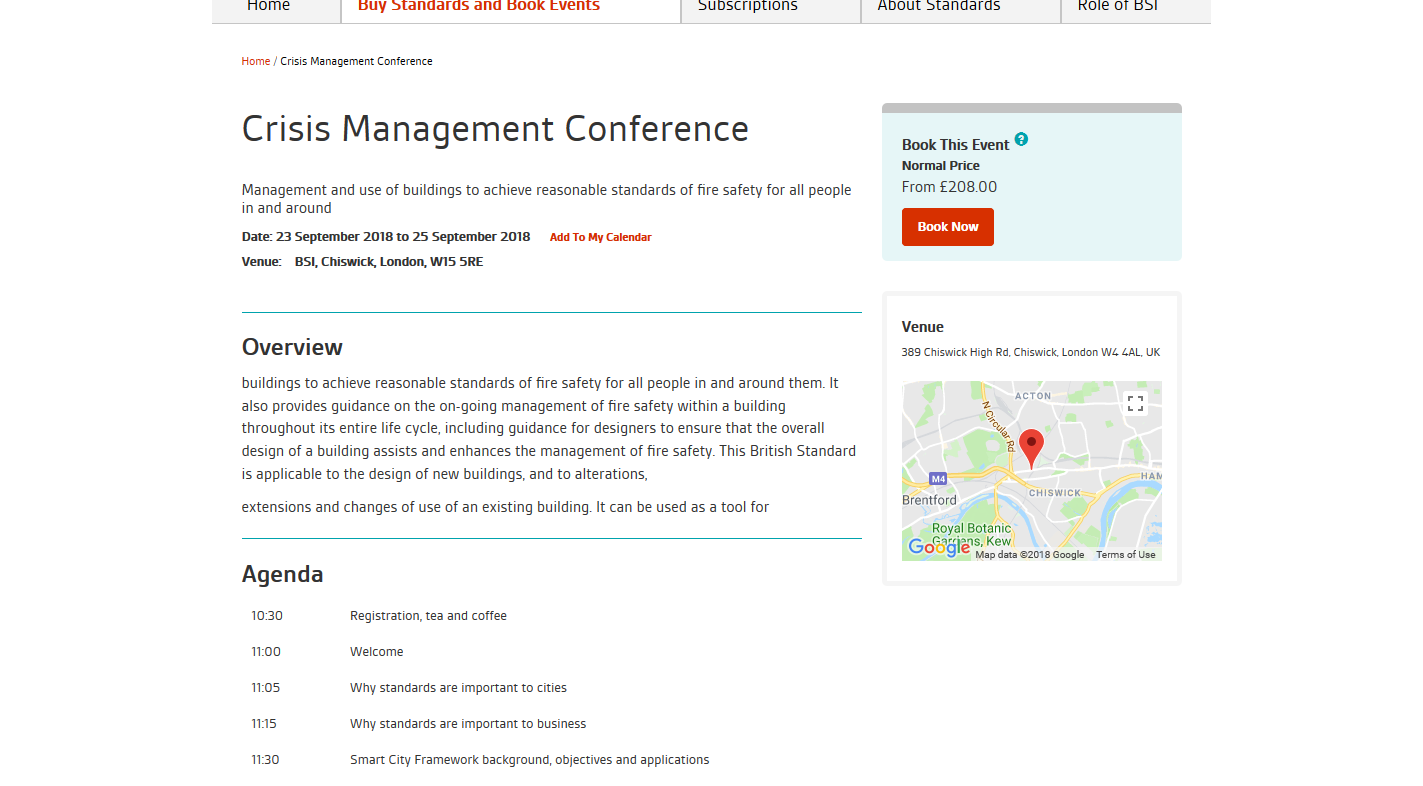 Home
Buy Standards and Book Events
Subscriptions
About Standards
Role of BSI
Home / Crisis Management Conference
Crisis Management Conference
Management and use of buildings to achieve reasonable standards of fire safety for all people
in and around
Date: 23 September 2018 to 25 September 2018 Add To My Calendar
Venue: BSI, Chiswick, London, W15 5RE
Overview
buildings to achieve reasonable standards of fire safety for all people in and around them. It
also provides guidance on the on-going management of fire safety within a building
throughout its entire life cycle, including guidance for designers to ensure that the overall
design of a building assists and enhances the management of fire safety. This British Standard
is applicable to the design of new buildings, and to alterations,
extensions and changes of use of an existing building. It can be used as a tool for
Agenda
10:30 Registration, tea and coffee
11:00 Welcome
11:05 Why standards are important to cities
11:15 Why standards are important to business
11:30 Smart City Framework background, objectives and applications
Book This Event ?
Normal Price
From £208.00
Book Now
Venue
389 Chiswick High Rd, Chiswick, London W4 4AL, UK
ACTON
N Circular Rd
M4
HAM
CHISWICK
Brentford
Royal Botanic
Gardens, Kew
Google
Map data ©2018 Google Terms of Use